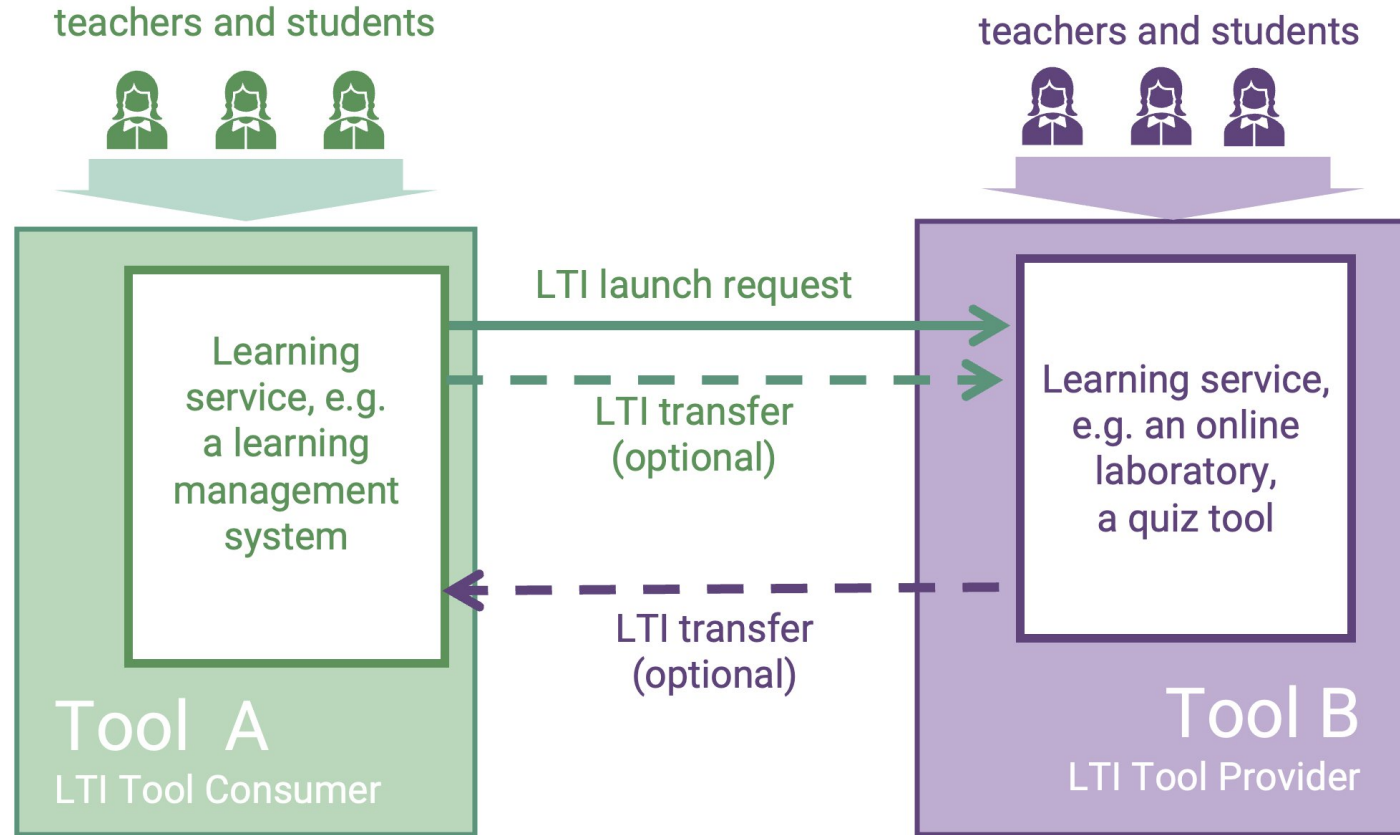 teachers and students
teachers and students
LTI launch request
LTI transfer
(optional)
Learning
service, e.g.
a learning
management
system
Learning service,
e.g. an online
laboratory,
a quiz tool
LTI transfer
(optional)
Tool A
LTI Tool Consumer
Tool B
LTI Tool Provider